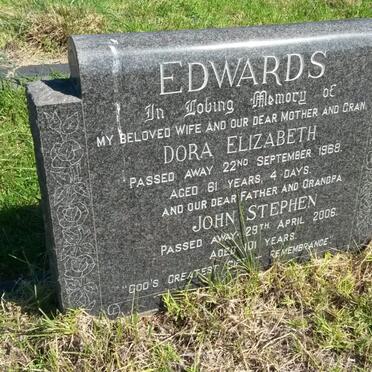 EDWARDS
In Loving Memory of
MY BELOVED WIFE AND OUR DEAR MOTHER AND GRAN
DORA ELIZABETH
PASSED AWAY 22ND SEPTEMBER 1968.
AGED 61 YEARS, 4 DAYS.
AND OUR DEAR FATHER AND GRANDPA
JOHN STEPHEN
PASSED AWAY 29TH APRIL 2006.
AGED 101 YEARS
"GOD'S GREATEST REMEMBRANCE